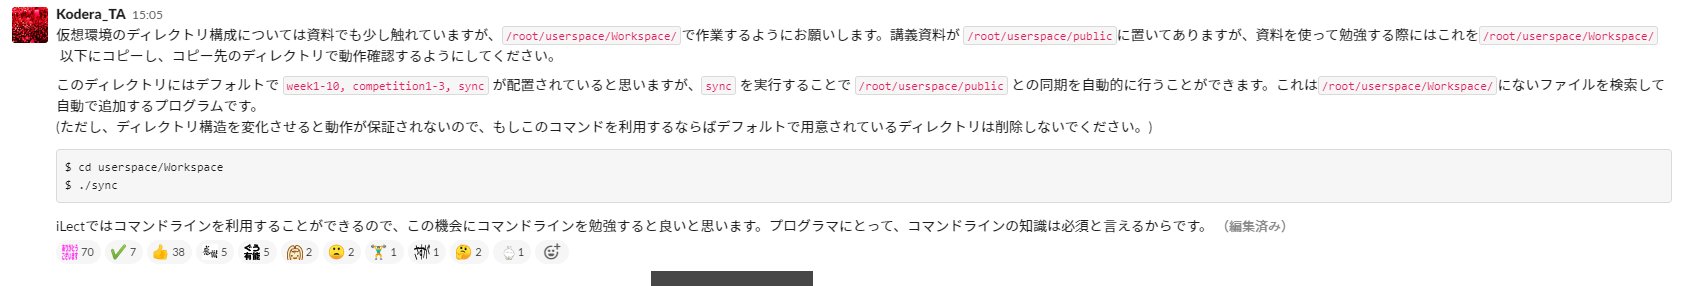 Kodera_TA 15:05
仮想環境のディレクトリ構成については資料でも少し触れていますが、/root/userspace/Workspace/で作業するようにお願いします。講義資料が /root/userspace/publicに置いてありますが、資料を使って勉強する際にはこれを/root/userspace/Workspace/
以下にコピーし、コピー先のディレクトリで動作確認するようにしてください。
このディレクトリにはデフォルトで week1-10, competition1-3, sync が配置されていると思いますが、sync を実行することで /root/userspace/public との同期を自動的に行うことができます。これは/root/userspace/Workspace/にないファイルを検索して
自動で追加するプログラムです。
(ただし、ディレクトリ構造を変化させると動作が保証されないので、もしこのコマンドを利用するならばデフォルトで用意されているディレクトリは削除しないでください。)
$ cd userspace/Workspace
$ ./sync
iLectではコマンドラインを利用することができるので、この機会にコマンドラインを勉強すると良いと思います。プログラマにとって、コマンドラインの知識は必須と言えるからです。 （編集済み）
70 7 38 5 5 2 2 1 1 2 1